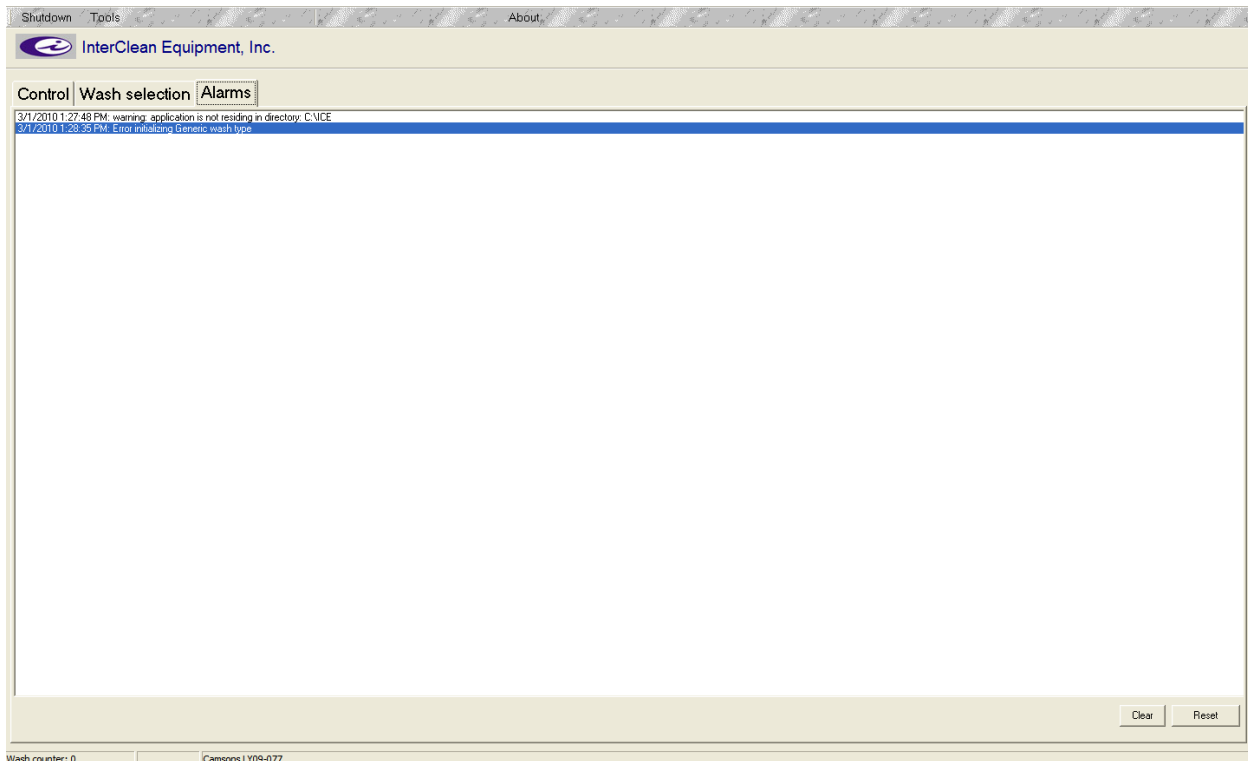 Shutdown Tools About
InterClean Equipment, Inc.
Control Wash selection Alarms
3/1/2010 1:27:48 PM: warning: application is not residing in directory: C:\ICE
3/1/2010 1:28:35 PM: Error initializing Generic wash type
Clear Reset
Wash counter: 0 Camsons LY09-077